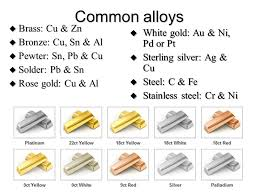 Common alloys
◆ Brass: Cu & Zn
◆ Bronze: Cu, Sn & Al
◆ Pewter: Sn, Pb & Cu
◆ Solder: Pb & Sn
◆ Rose gold: Cu & Al
◆ White gold: Au & Ni,
Pd or Pt
◆ Sterling silver: Ag &
Cu
◆ Steel: C & Fe
◆ Stainless steel: Cr & Ni
Platinum
22ct Yellow
18ct Yellow
18ct White
18ct Red
9ct Yellow
9ct White
9ct Red
Silver
Palladium